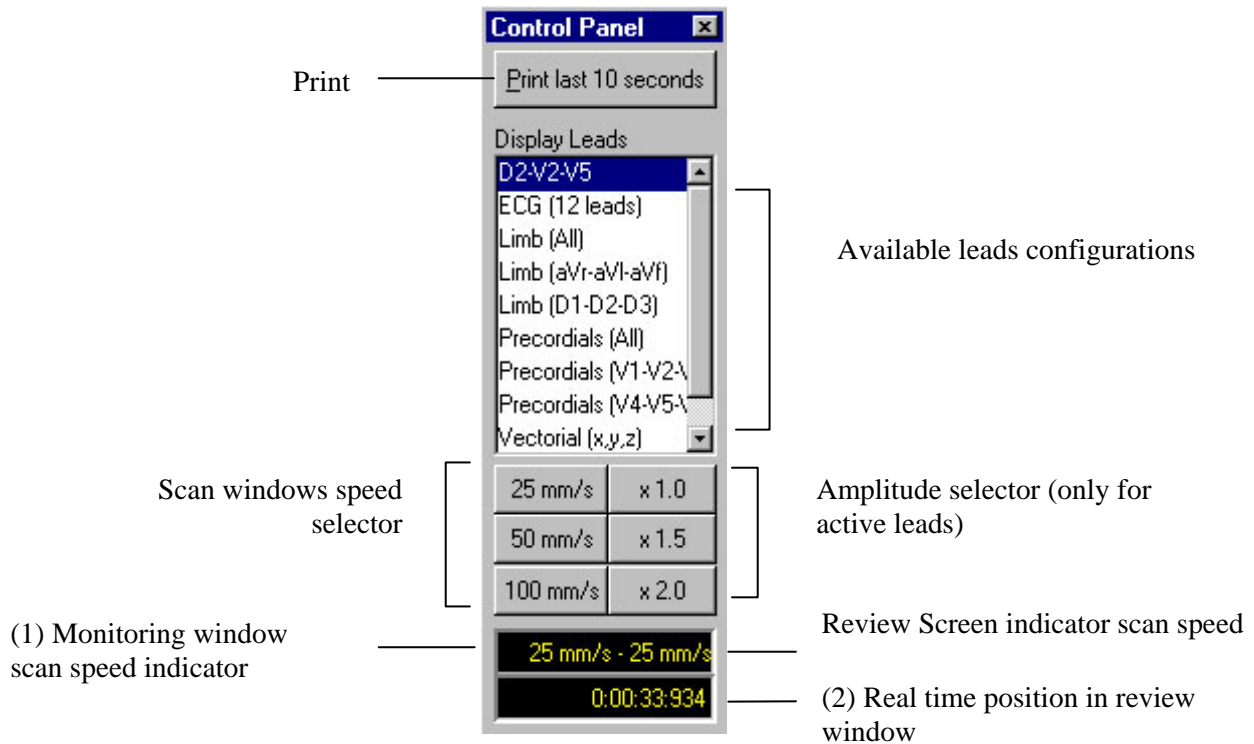 Control Panel
Print
Print last 10 seconds
Display Leads
D2-V2-V5
ECG (12 leads)
Limb (All)
Limb (aVr-aVl-aVf)
Limb (D1-D2-D3)
Precordials (All)
Precordials (V1-V2-V
Precordials (V4-V5-V
Vectorial (x,y,z)
Available leads configurations
Scan windows speed
selector
25 mm/s x 1.0
50 mm/s x 1.5
100 mm/s x 2.0
Amplitude selector (only for
active leads)
(1) Monitoring window
scan speed indicator
25 mm/s - 25 mm/s
Review Screen indicator scan speed
0:00:33:934
(2) Real time position in review
window